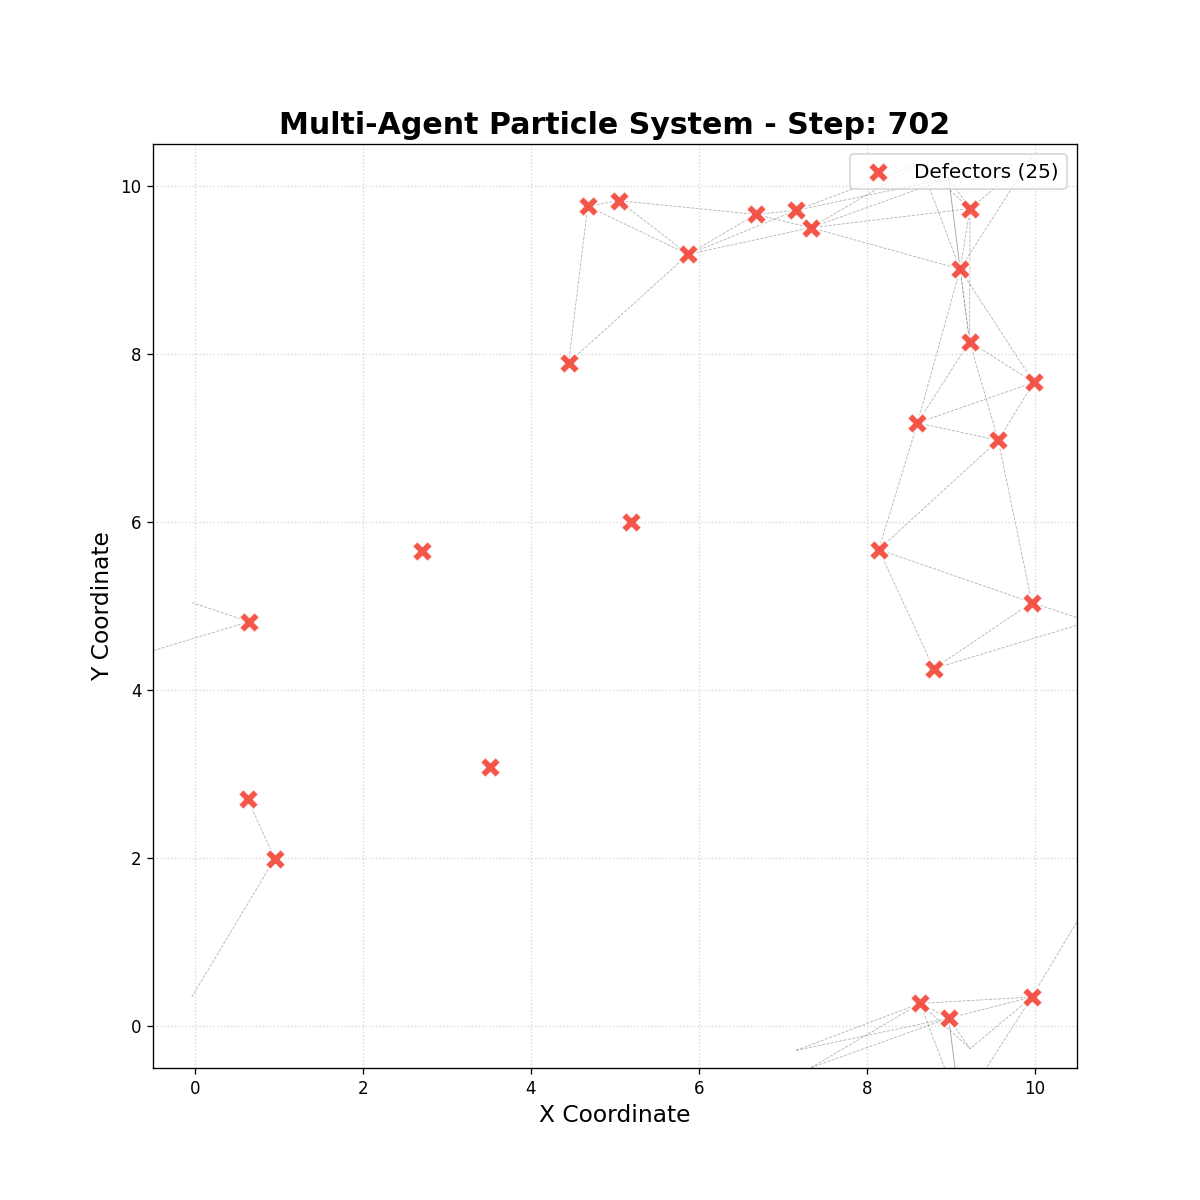 Multi-Agent Particle System - Step: 702
Defectors (25)
10
8
6
4
2
0
Y Coordinate
0 2 4 6 8 10
X Coordinate